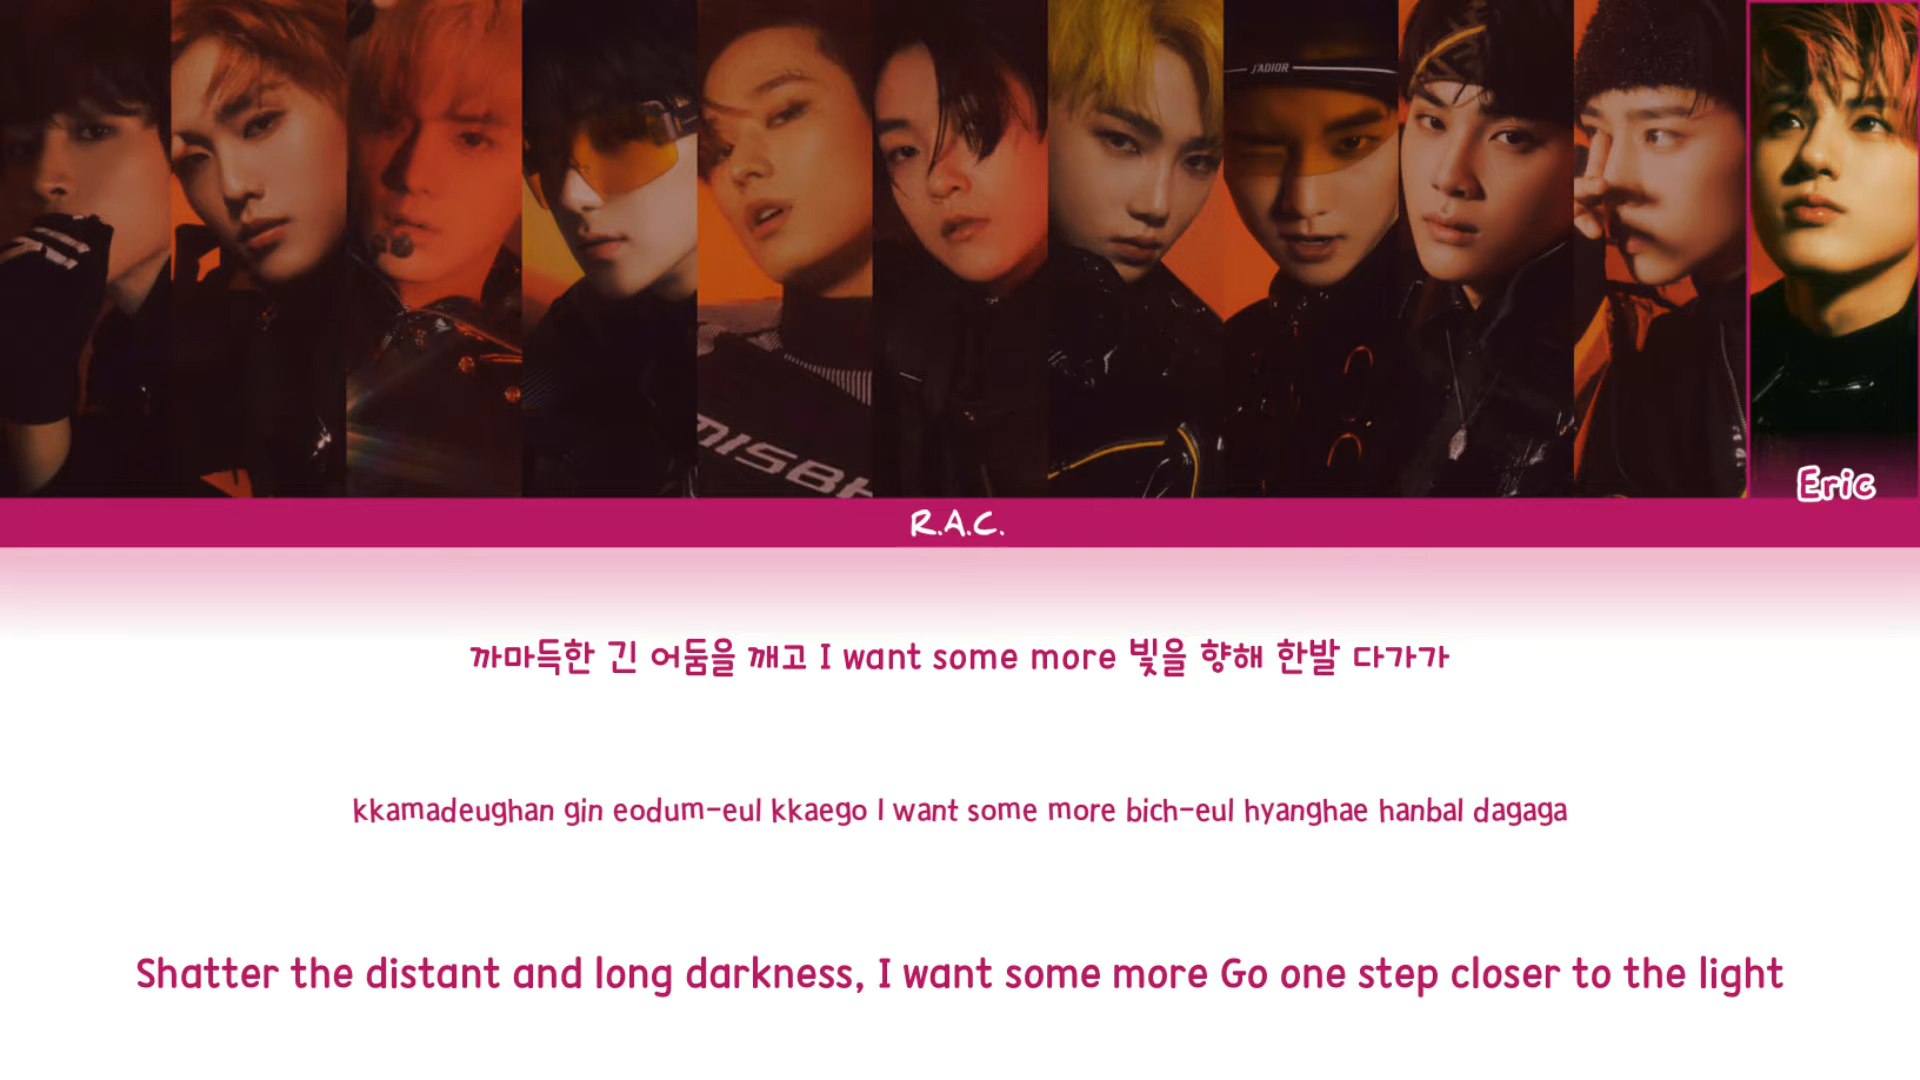 J'ADIOR
MISBH
Eric
R.A.C.
까마득한 긴 어둠을 깨고 I want some more 빛을 향해 한발 다가가
kkamadeughan gin eodum-eul kkaego I want some more bich-eul hyanghae hanbal dagaga
Shatter the distant and long darkness, I want some more Go one step closer to the light